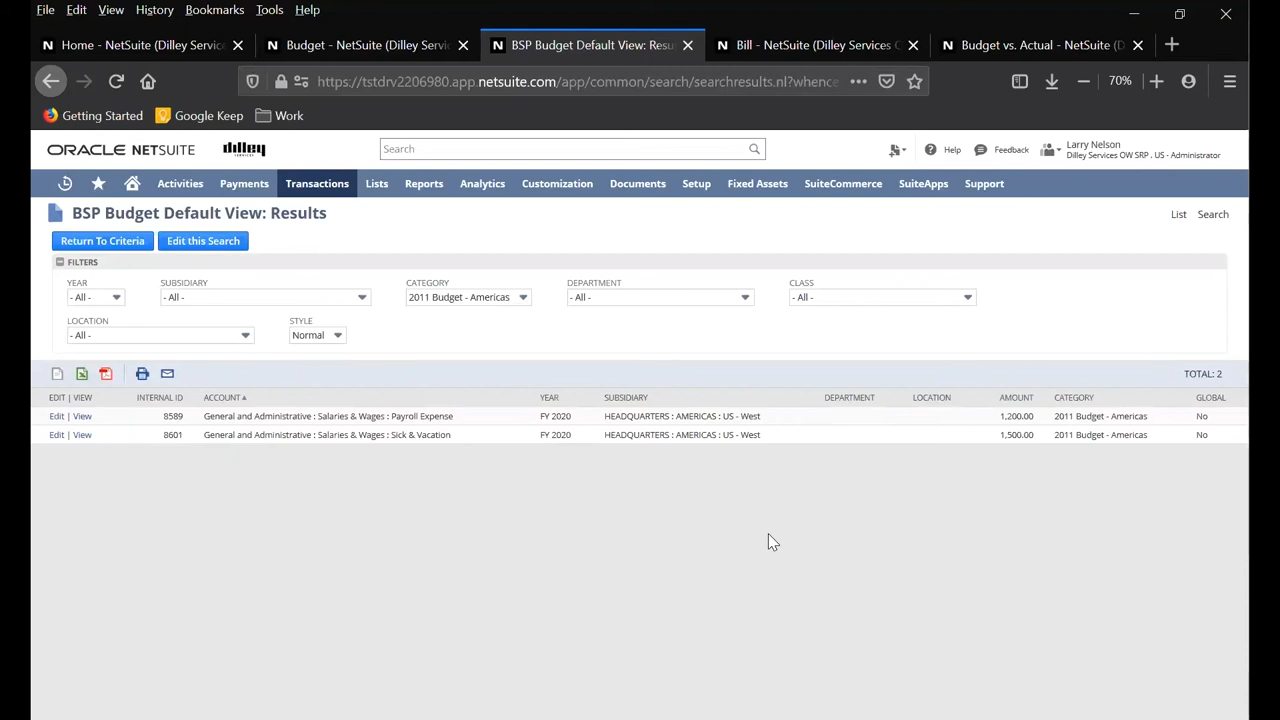 File Edit View History Bookmarks Tools Help
Home - NetSuite (Dilley Service Budget - NetSuite (Dilley Servic BSP Budget Default View: Resu Bill - NetSuite (Dilley Services C Budget vs. Actual - NetSuite (D
https://tstdrv2206980.app.netsuite.com/app/common/search/searchresults.nl?whence 70%
Getting Started Google Keep Work
ORACLE NETSUITE dilley SERVICES Search Help Feedback Larry Nelson
Dilley Services OW SRP . US - Administrator
Activities Payments Transactions Lists Reports Analytics Customization Documents Setup Fixed Assets SuiteCommerce SuiteApps Support
BSP Budget Default View: Results List Search
Return To Criteria Edit this Search
FILTERS
YEAR SUBSIDIARY CATEGORY DEPARTMENT CLASS
- All - - All - 2011 Budget - Americas - All - - All -
LOCATION STYLE
- All - Normal
TOTAL: 2
EDIT | VIEW INTERNAL ID ACCOUNT YEAR SUBSIDIARY DEPARTMENT LOCATION AMOUNT CATEGORY GLOBAL
Edit | View 8589 General and Administrative : Salaries & Wages : Payroll Expense FY 2020 HEADQUARTERS : AMERICAS : US - West 1,200.00 2011 Budget - Americas No
Edit | View 8601 General and Administrative : Salaries & Wages : Sick & Vacation FY 2020 HEADQUARTERS : AMERICAS : US - West 1,500.00 2011 Budget - Americas No